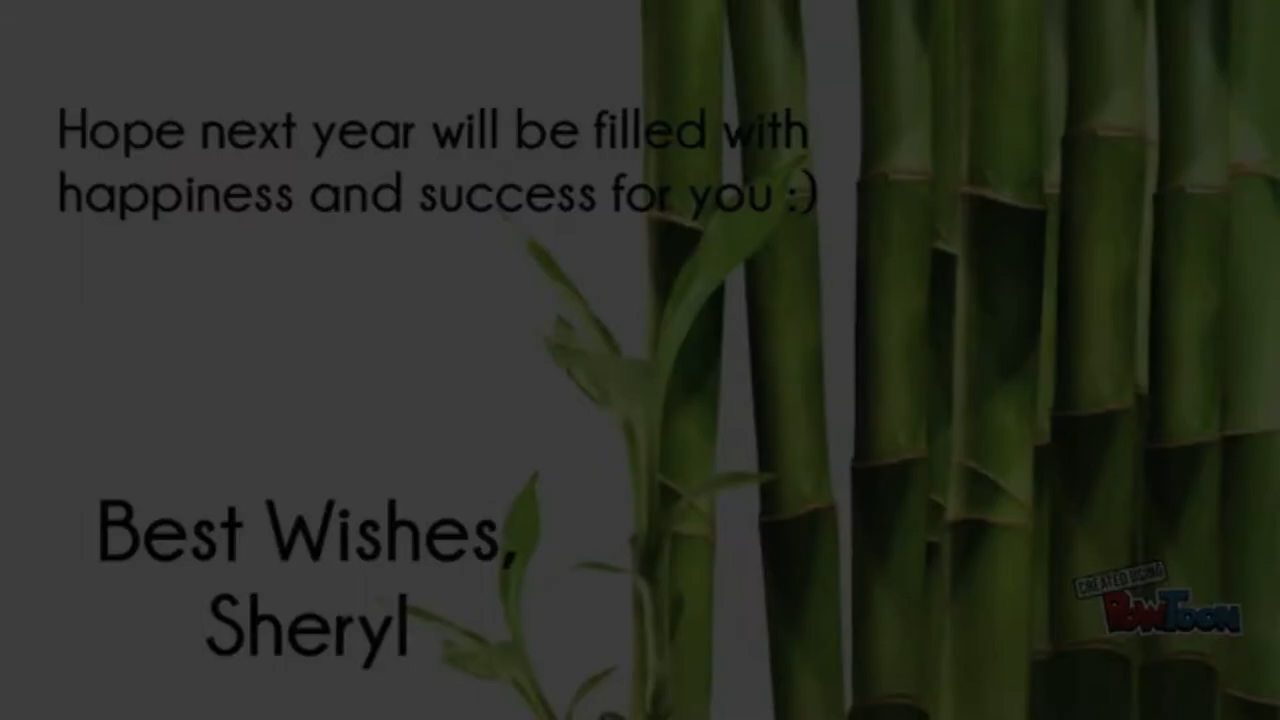 Hope next year will be filled with
happiness and success for you :)
Best Wishes,
Sheryl
CREATED USING
PowToon